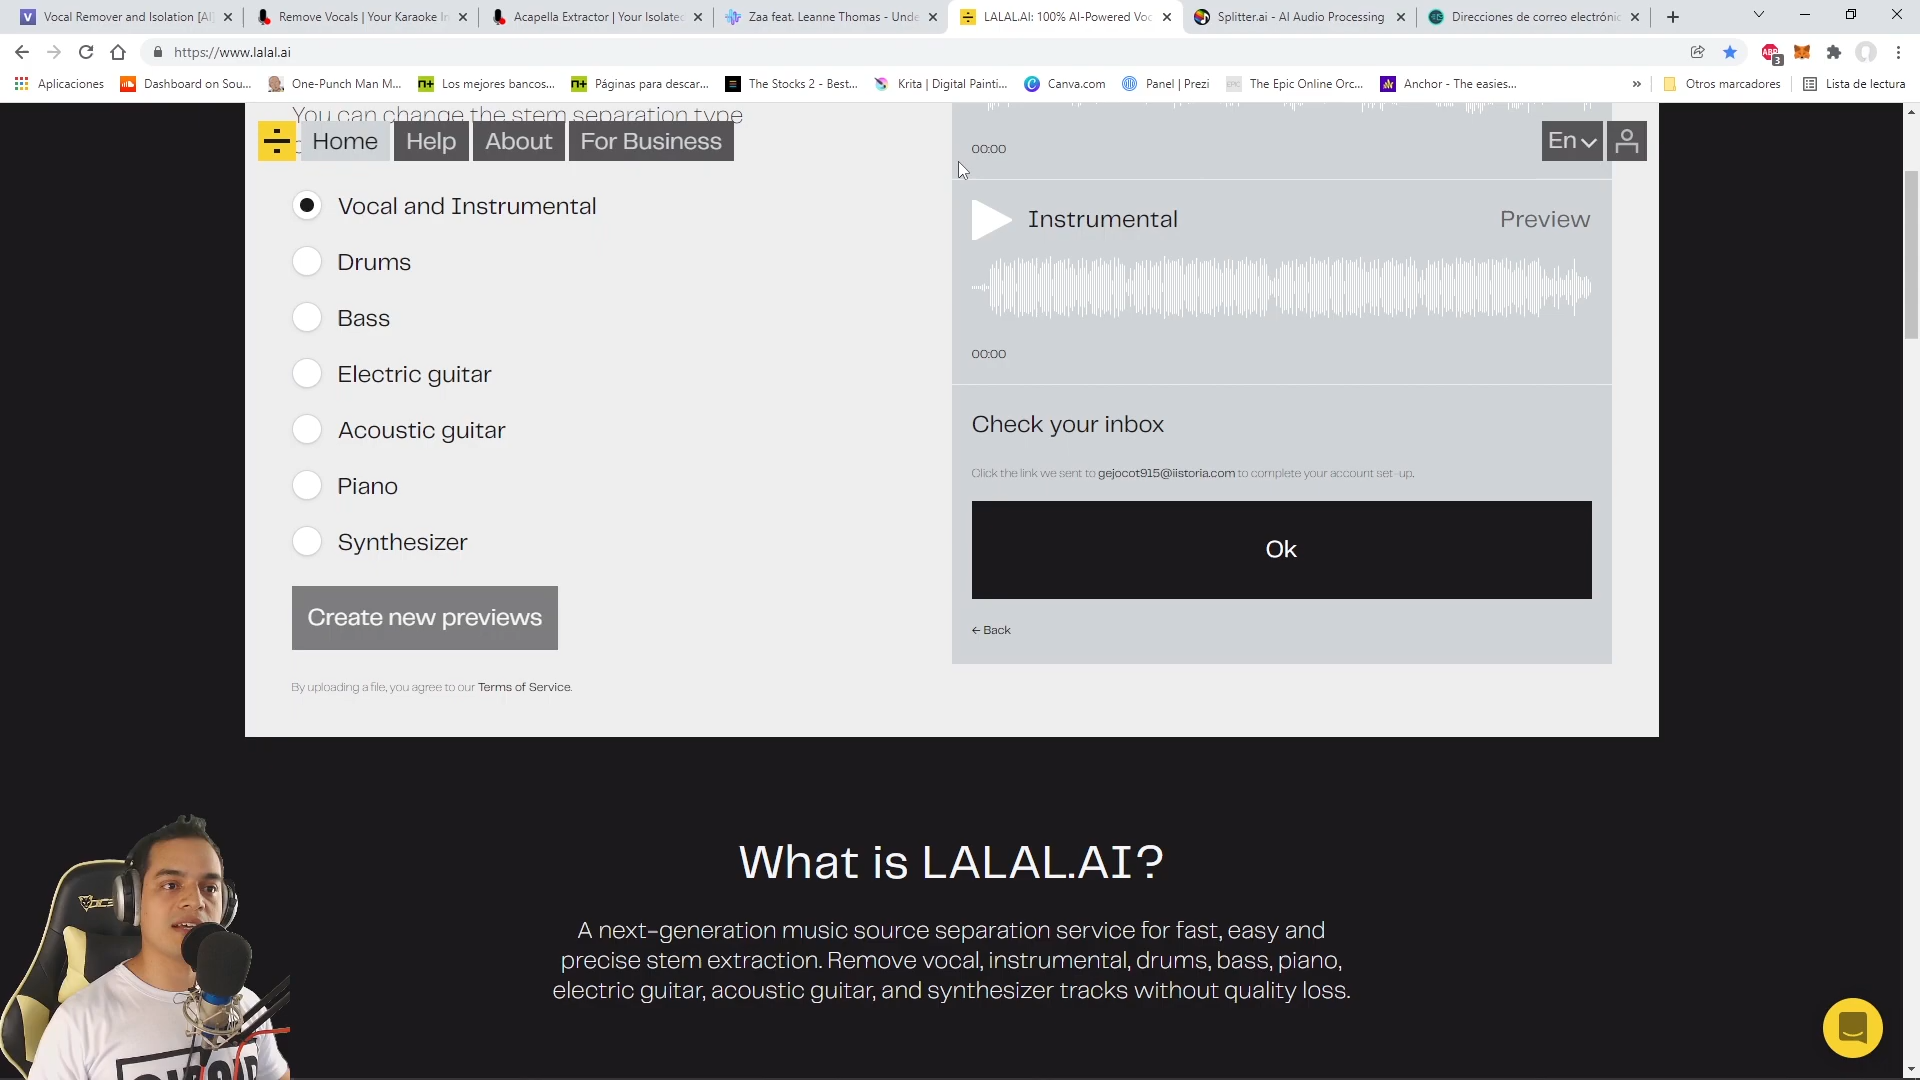 Vocal Remover and Isolation [AI]
Remove Vocals | Your Karaoke In
Acapella Extractor | Your Isolated
Zaa feat. Leanne Thomas - Unde
LALAL.AI: 100% AI-Powered Voc
Splitter.ai - AI Audio Processing
Direcciones de correo electrónic
https://www.lalal.ai
ABP
3
Aplicaciones
Dashboard on Sou...
One-Punch Man M...
Los mejores bancos...
Páginas para descar...
The Stocks 2 - Best...
Krita | Digital Painti...
Canva.com
Panel | Prezi
The Epic Online Orc...
Anchor - The easies...
»
Otros marcadores
Lista de lectura
You can change the stem separation type
Home
Help
About
For Business
En
00:00
Vocal and Instrumental
Drums
Bass
Electric guitar
Acoustic guitar
Piano
Synthesizer
Create new previews
By uploading a file, you agree to our Terms of Service.
Instrumental
Preview
00:00
Check your inbox
Click the link we sent to gejocot915@iistoria.com to complete your account set-up.
Ok
← Back
What is LALAL.AI?
A next-generation music source separation service for fast, easy and
precise stem extraction. Remove vocal, instrumental, drums, bass, piano,
electric guitar, acoustic guitar, and synthesizer tracks without quality loss.